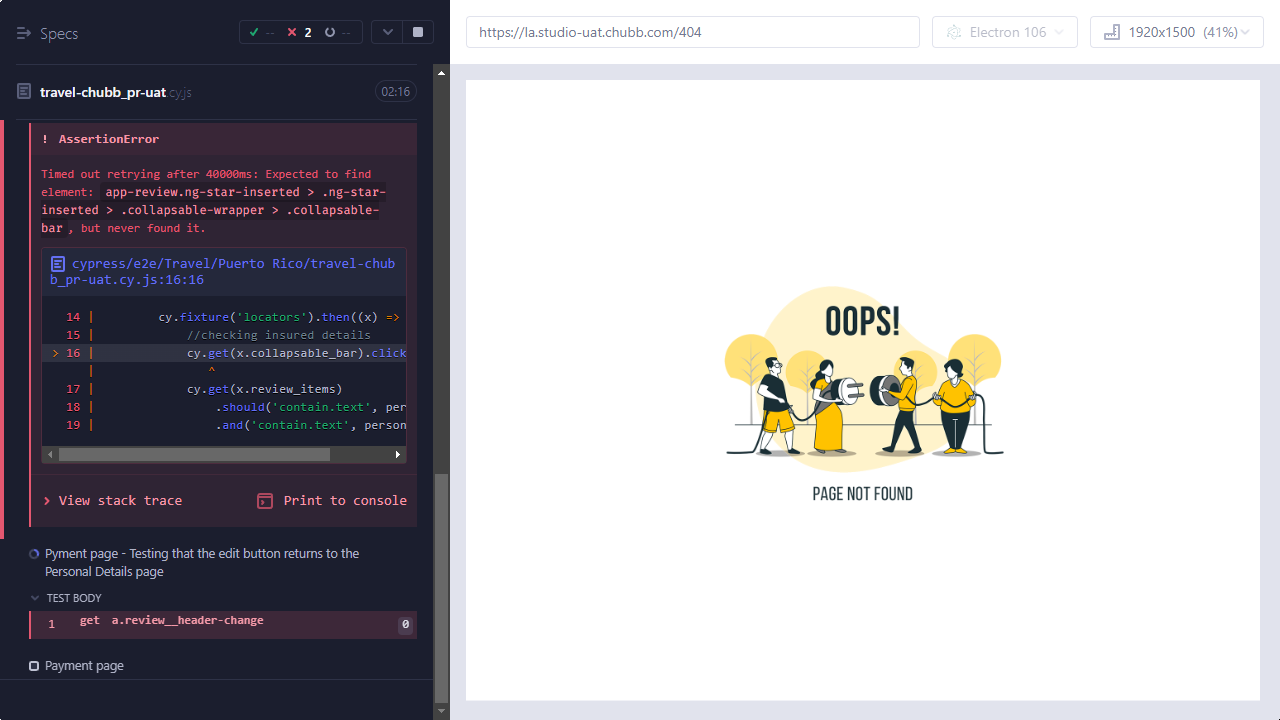 Specs
-- 2 --
https://la.studio-uat.chubb.com/404
Electron 106
1920x1500 (41%)
travel-chubb_pr-uat.cy.js
02:16
! AssertionError
Timed out retrying after 40000ms: Expected to find
element: app-review.ng-star-inserted > .ng-star-
inserted > .collapsable-wrapper > .collapsable-
bar, but never found it.
cypress/e2e/Travel/Puerto Rico/travel-chub
b_pr-uat.cy.js:16:16
14 | cy.fixture('locators').then((x) =>
15 | //checking insured details
> 16 | cy.get(x.collapsable_bar).click
| ^
17 | cy.get(x.review_items)
18 | .should('contain.text', per
19 | .and('contain.text', person
View stack trace
Print to console
Pyment page - Testing that the edit button returns to the
Personal Details page
TEST BODY
1 get a.review__header-change 0
Payment page
OOPS!
PAGE NOT FOUND